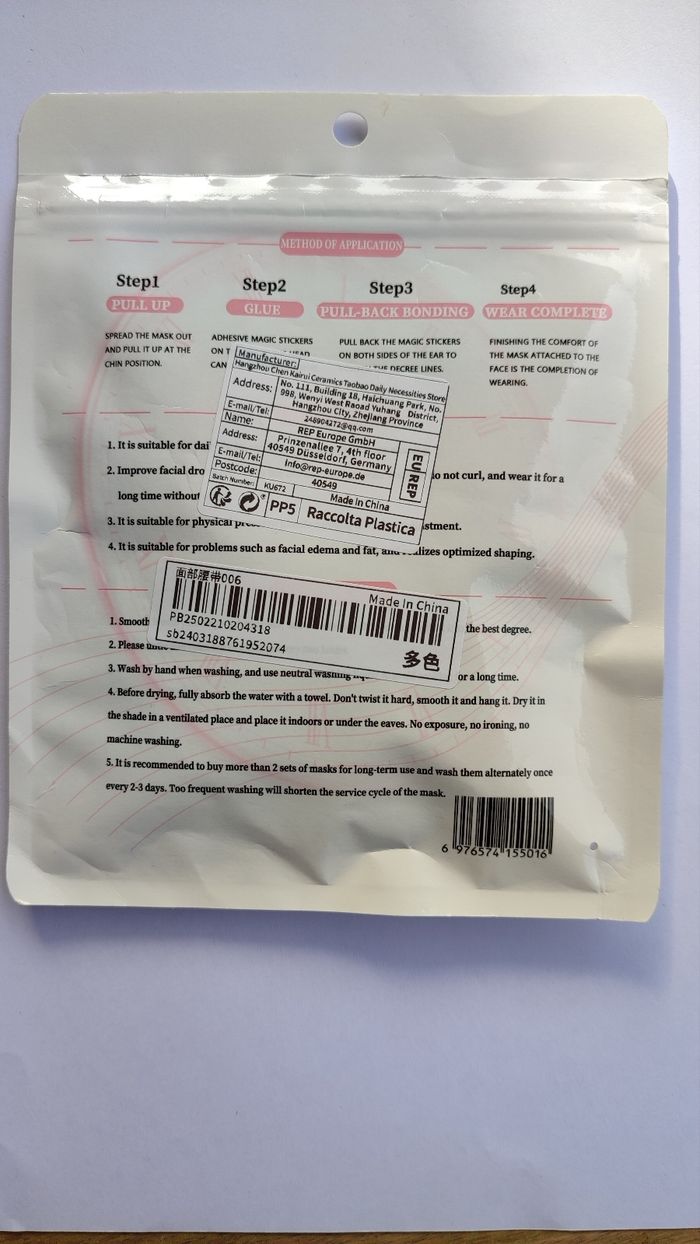 METHOD OF APPLICATION
Step1
PULL UP
SPREAD THE MASK OUT
AND PULL IT UP AT THE
CHIN POSITION.
Step2
GLUE
ADHESIVE MAGIC STICKERS
ON
CAN
Step3
PULL-BACK BONDING
PULL BACK THE MAGIC STICKERS
ON BOTH SIDES OF THE EAR TO
DEGREE LINES.
Step4
WEAR COMPLETE
FINISHING THE COMFORT OF
THE MASK ATTACHED TO THE
FACE IS THE COMPLETION OF
WEARING.
Manufacturer:
Hangzhou Chen Kairui Ceramics Taobao Daily Necessities Store
Address: No. 111, Building 18, Haichuang Park, No.
998, Wenyi West Raoad Yuhang District,
Hangzhou City, Zhejiang Province
E-mail/Tel: 248904272@qq.com
Name: REP Europe GmbH
Address: Prinzenallee 7, 4th floor
40549 Düsseldorf, Germany
E-mail/Tel: Info@rep-europe.de
Postcode: 40549
EU REP
Batch Number: KU672 Made in China
PP5 Raccolta Plastica
1. It is suitable for dai
2. Improve facial dro do not curl, and wear it for a
long time without
3. It is suitable for physical stment.
4. It is suitable for problems such as facial edema and fat, and lizes optimized shaping.
面部腰带006
Made In China
PB2502210204318
sb2403188761952074
多色
1. Smooth the best degree.
2. Please
3. Wash by hand when washing, and use neutral washing or a long time.
4. Before drying, fully absorb the water with a towel. Don't twist it hard, smooth it and hang it. Dry it in
the shade in a ventilated place and place it indoors or under the eaves. No exposure, no ironing, no
machine washing.
5. It is recommended to buy more than 2 sets of masks for long-term use and wash them alternately once
every 2-3 days. Too frequent washing will shorten the service cycle of the mask.
6 976574 155016